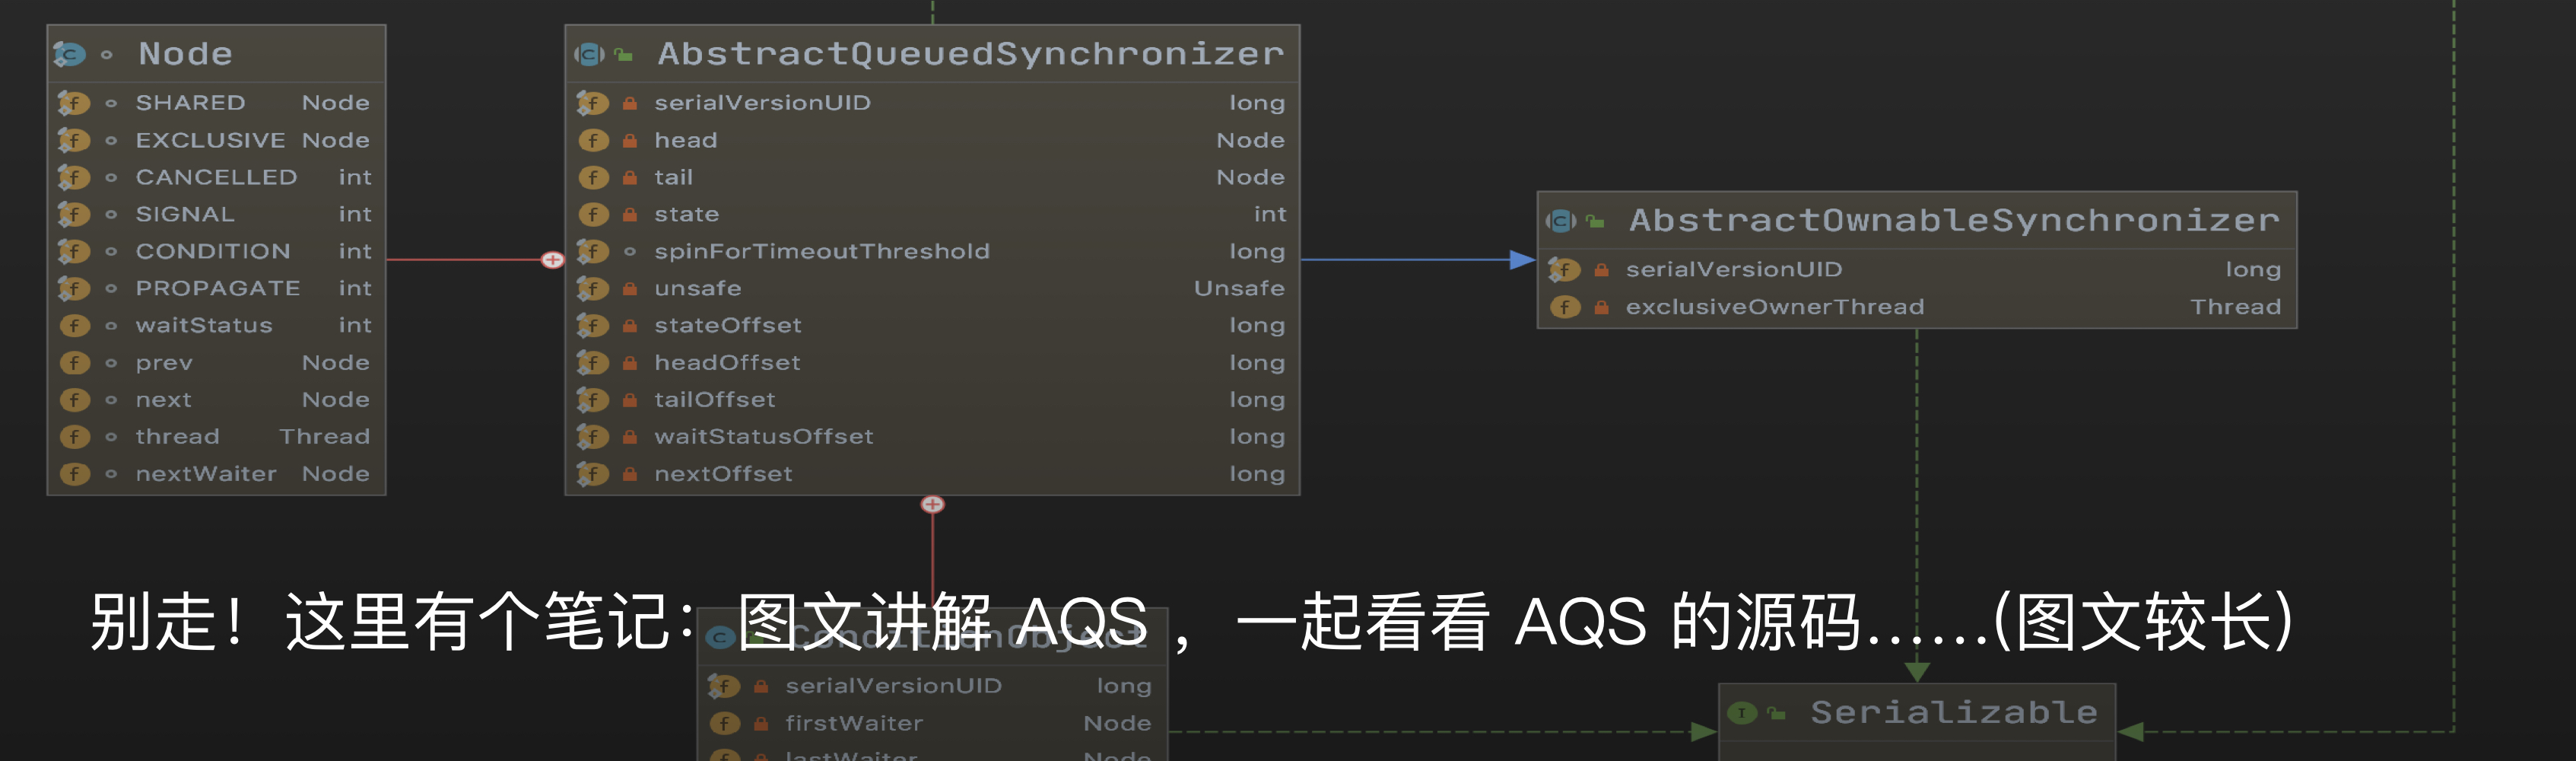 Node
SHARED Node
EXCLUSIVE Node
CANCELLED int
SIGNAL int
CONDITION int
PROPAGATE int
waitStatus int
prev Node
next Node
thread Thread
nextWaiter Node
AbstractQueuedSynchronizer
serialVersionUID long
head Node
tail Node
state int
spinForTimeoutThreshold long
unsafe Unsafe
stateOffset long
headOffset long
tailOffset long
waitStatusOffset long
nextOffset long
AbstractOwnableSynchronizer
serialVersionUID long
exclusiveOwnerThread Thread
别走！这里有个笔记：图文讲解 AQS ，一起看看 AQS 的源码……(图文较长)
ConditionObject
serialVersionUID long
firstWaiter Node
lastWaiter Node
Serializable